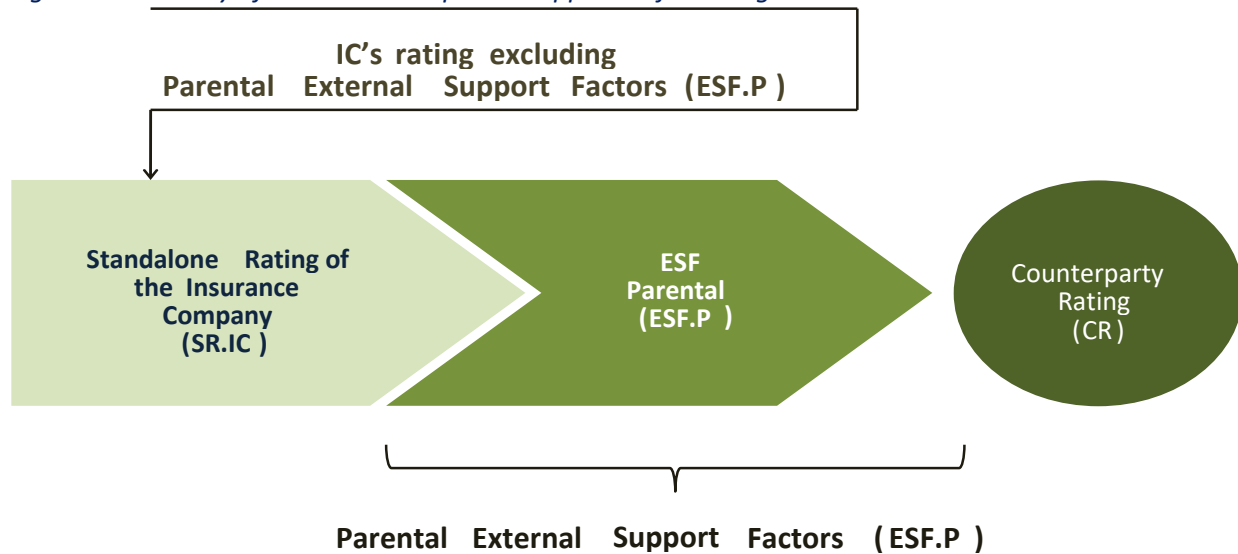 IC's rating excluding
Parental External Support Factors (ESF.P )
Standalone Rating of
the Insurance
Company
(SR.IC )
ESF
Parental
(ESF.P )
Counterparty
Rating
(CR )
Parental External Support Factors (ESF.P )